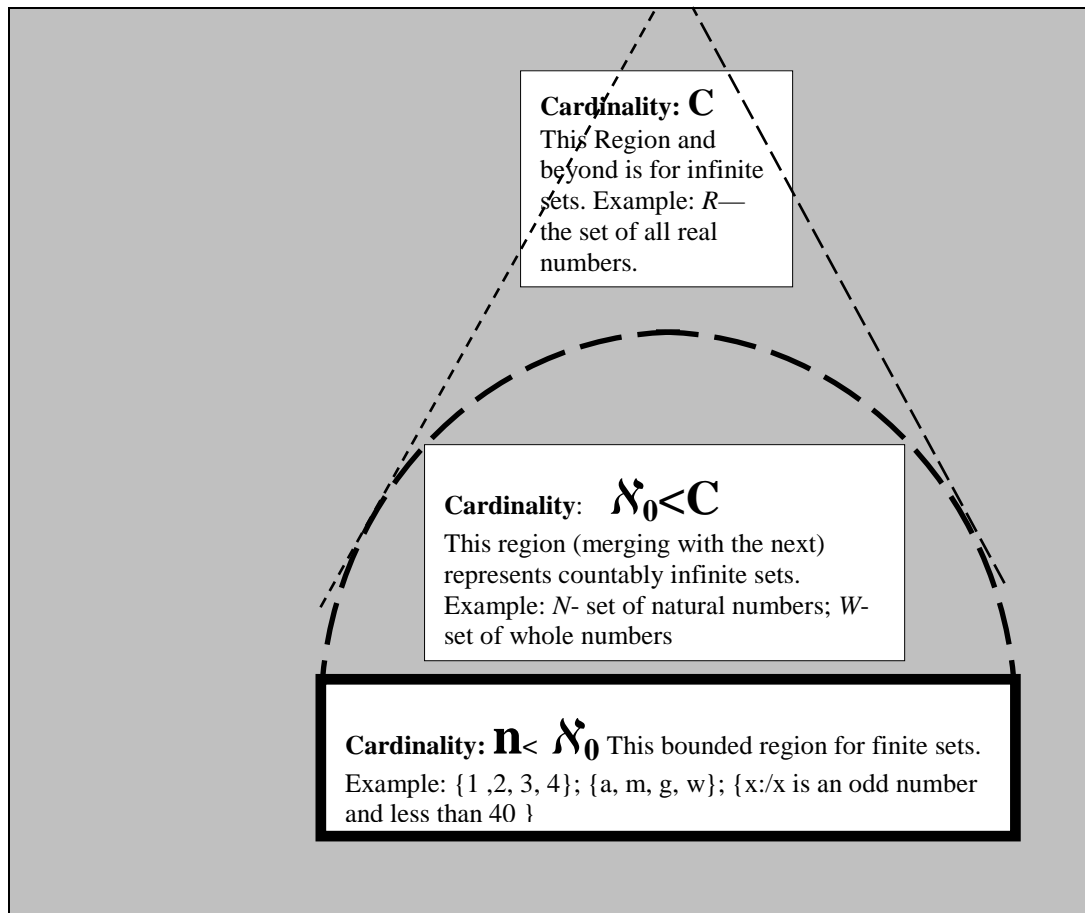 Cardinality: C
This Region and
beyond is for infinite
sets. Example: R—
the set of all real
numbers.
Cardinality: ℵ0<C
This region (merging with the next)
represents countably infinite sets.
Example: N- set of natural numbers; W-
set of whole numbers
Cardinality: n< ℵ0 This bounded region for finite sets.
Example: {1 ,2, 3, 4}; {a, m, g, w}; {x:/x is an odd number
and less than 40 }